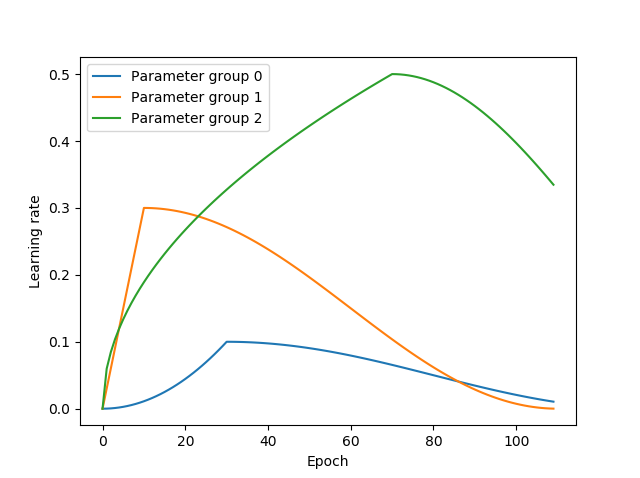 Parameter group 0
Parameter group 1
Parameter group 2
Learning rate
0.5
0.4
0.3
0.2
0.1
0.0
0 20 40 60 80 100
Epoch